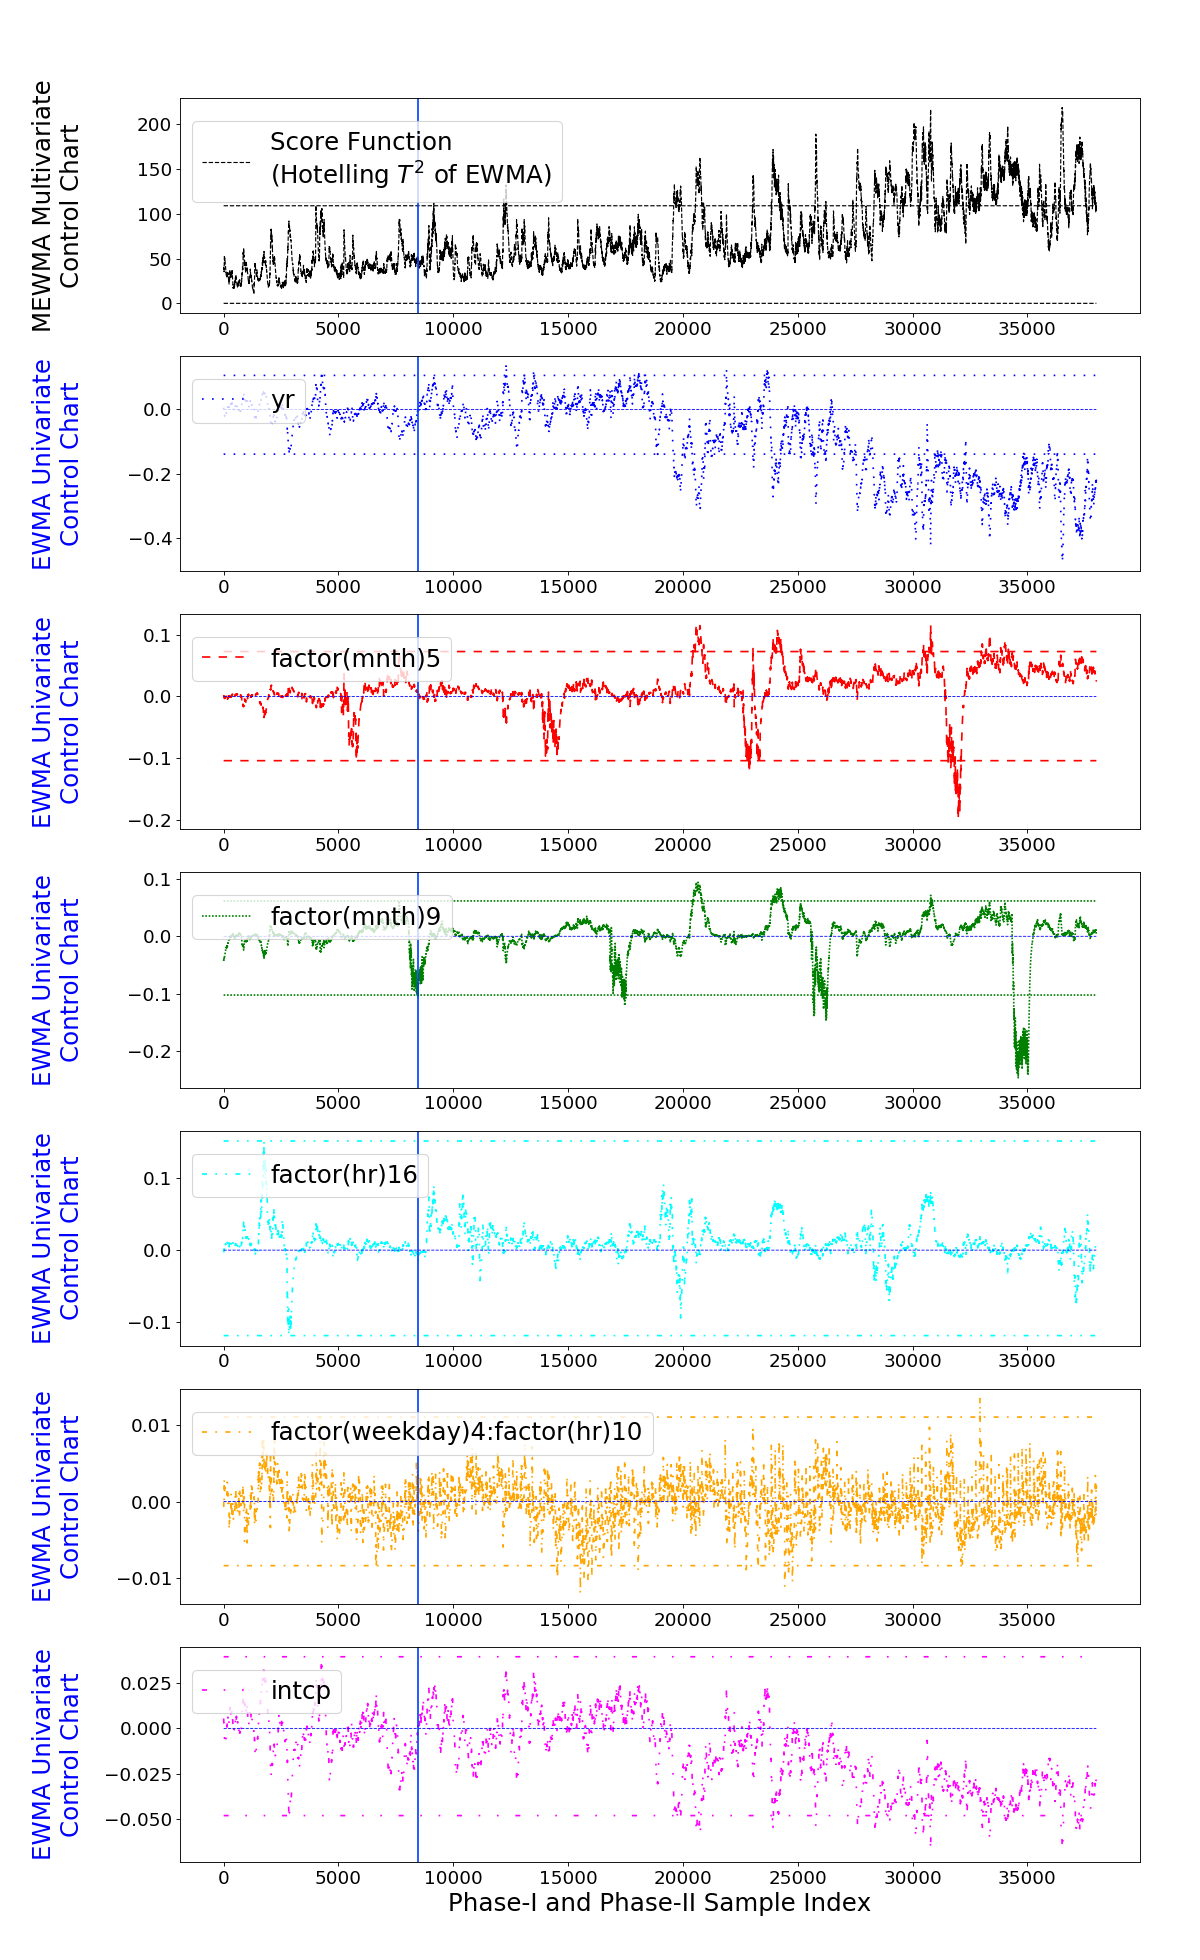 MEWMA Multivariate
Control Chart
200
150
100
50
0
Score Function
(Hotelling T² of EWMA)
0 5000 10000 15000 20000 25000 30000 35000
EWMA Univariate
Control Chart
0.0
−0.2
−0.4
yr
0 5000 10000 15000 20000 25000 30000 35000
EWMA Univariate
Control Chart
0.1
0.0
−0.1
−0.2
factor(mnth)5
0 5000 10000 15000 20000 25000 30000 35000
EWMA Univariate
Control Chart
0.1
0.0
−0.1
−0.2
factor(mnth)9
0 5000 10000 15000 20000 25000 30000 35000
EWMA Univariate
Control Chart
0.1
0.0
−0.1
factor(hr)16
0 5000 10000 15000 20000 25000 30000 35000
EWMA Univariate
Control Chart
0.01
0.00
−0.01
factor(weekday)4:factor(hr)10
0 5000 10000 15000 20000 25000 30000 35000
EWMA Univariate
Control Chart
0.025
0.000
−0.025
−0.050
intcp
0 5000 10000 15000 20000 25000 30000 35000
Phase-I and Phase-II Sample Index